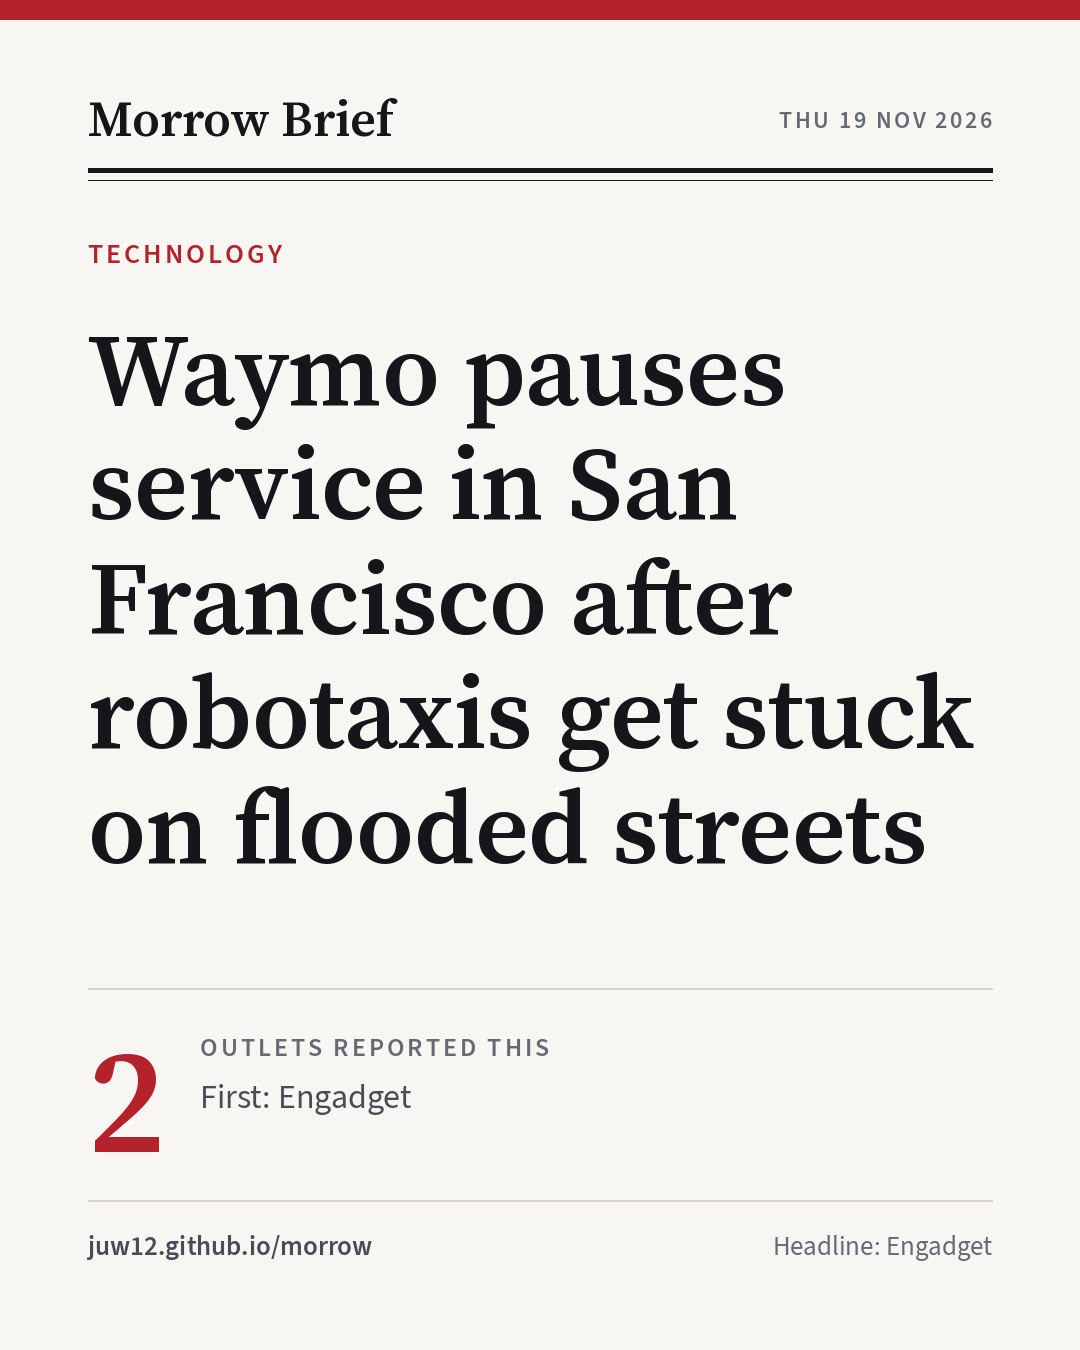 Morrow Brief
THU 19 NOV 2026
TECHNOLOGY
Waymo pauses
service in San
Francisco after
robotaxis get stuck
on flooded streets
2
OUTLETS REPORTED THIS
First: Engadget
juw12.github.io/morrow
Headline: Engadget